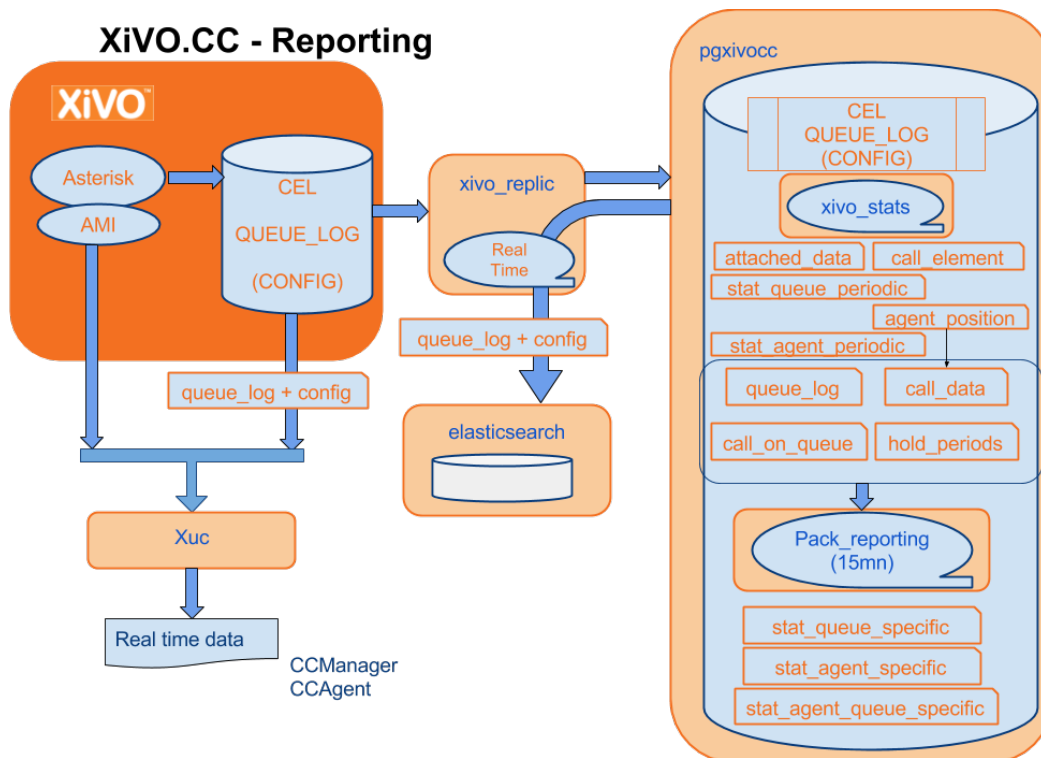 XiVO.CC - Reporting
XiVO™
Asterisk
AMI
CEL
QUEUE_LOG
(CONFIG)
queue_log + config
Xuc
Real time data
CCManager
CCAgent
xivo_replic
Real
Time
queue_log + config
elasticsearch
pgxivocc
CEL
QUEUE_LOG
(CONFIG)
xivo_stats
attached_data
call_element
stat_queue_periodic
agent_position
stat_agent_periodic
queue_log
call_data
call_on_queue
hold_periods
Pack_reporting
(15mn)
stat_queue_specific
stat_agent_specific
stat_agent_queue_specific